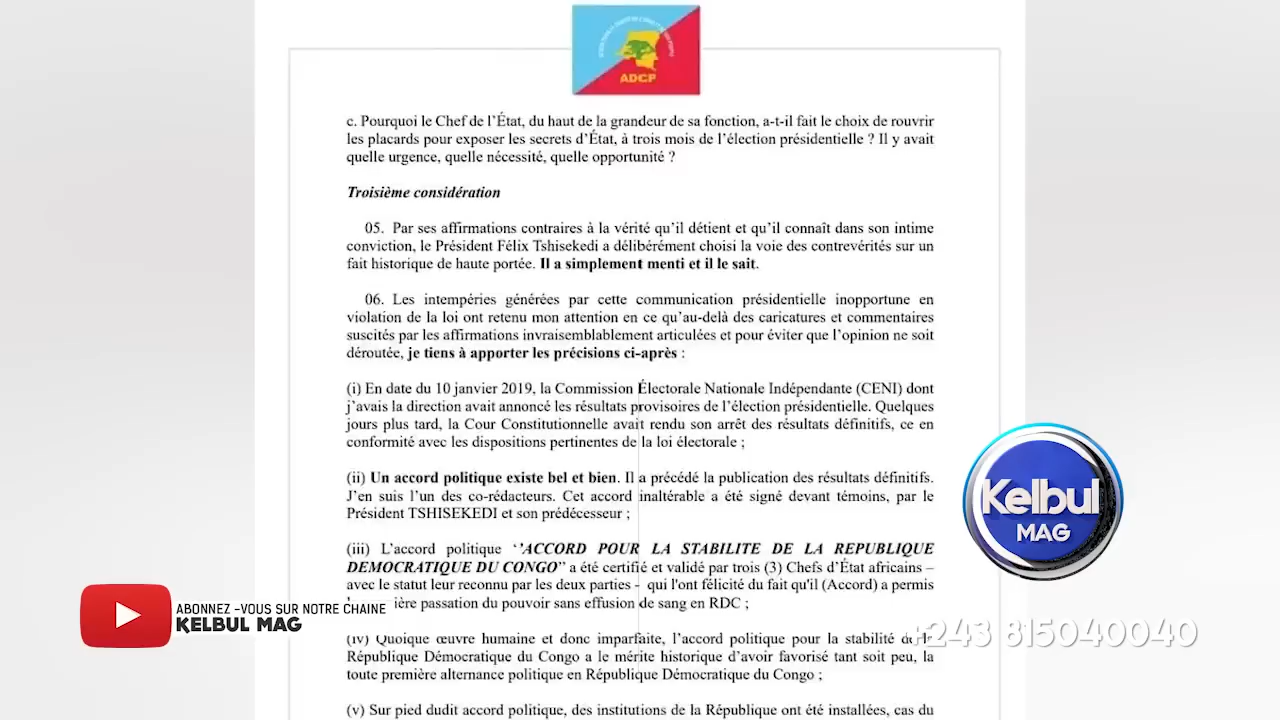 ADCP
c. Pourquoi le Chef de l'État, du haut de la grandeur de sa fonction, a-t-il fait le choix de rouvrir
les placards pour exposer les secrets d'État, à trois mois de l'élection présidentielle ? Il y avait
quelle urgence, quelle nécessité, quelle opportunité ?
Troisième considération
05. Par ses affirmations contraires à la vérité qu'il détient et qu'il connaît dans son intime
conviction, le Président Félix Tshisekedi a délibérément choisi la voie des contrevérités sur un
fait historique de haute portée. Il a simplement menti et il le sait.
06. Les intempéries générées par cette communication présidentielle inopportune en
violation de la loi ont retenu mon attention en ce qu'au-delà des caricatures et commentaires
suscités par les affirmations invraisemblablement articulées et pour éviter que l'opinion ne soit
déroutée, je tiens à apporter les précisions ci-après :
(i) En date du 10 janvier 2019, la Commission Électorale Nationale Indépendante (CENI) dont
j'avais la direction avait annoncé les résultats provisoires de l'élection présidentielle. Quelques
jours plus tard, la Cour Constitutionnelle avait rendu son arrêt des résultats définitifs, ce en
conformité avec les dispositions pertinentes de la loi électorale ;
(ii) Un accord politique existe bel et bien. Il a précédé la publication des résultats définitifs.
J'en suis l'un des co-rédacteurs. Cet accord inaltérable a été signé devant témoins, par le
Président TSHISEKEDI et son prédécesseur ;
(iii) L'accord politique ''ACCORD POUR LA STABILITE DE LA REPUBLIQUE
DEMOCRATIQUE DU CONGO'' a été certifié et validé par trois (3) Chefs d'État africains –
avec le statut leur reconnu par les deux parties - qui l'ont félicité du fait qu'il (Accord) a permis
ière passation du pouvoir sans effusion de sang en RDC ;
(iv) Quoique œuvre humaine et donc imparfaite, l'accord politique pour la stabilité de
République Démocratique du Congo a le mérite historique d'avoir favorisé tant soit peu, la
toute première alternance politique en République Démocratique du Congo ;
(v) Sur pied dudit accord politique, des institutions de la République ont été installées, cas du
Kelbul
MAG
ABONNEZ -VOUS SUR NOTRE CHAINE
KELBUL MAG
+243 815040040